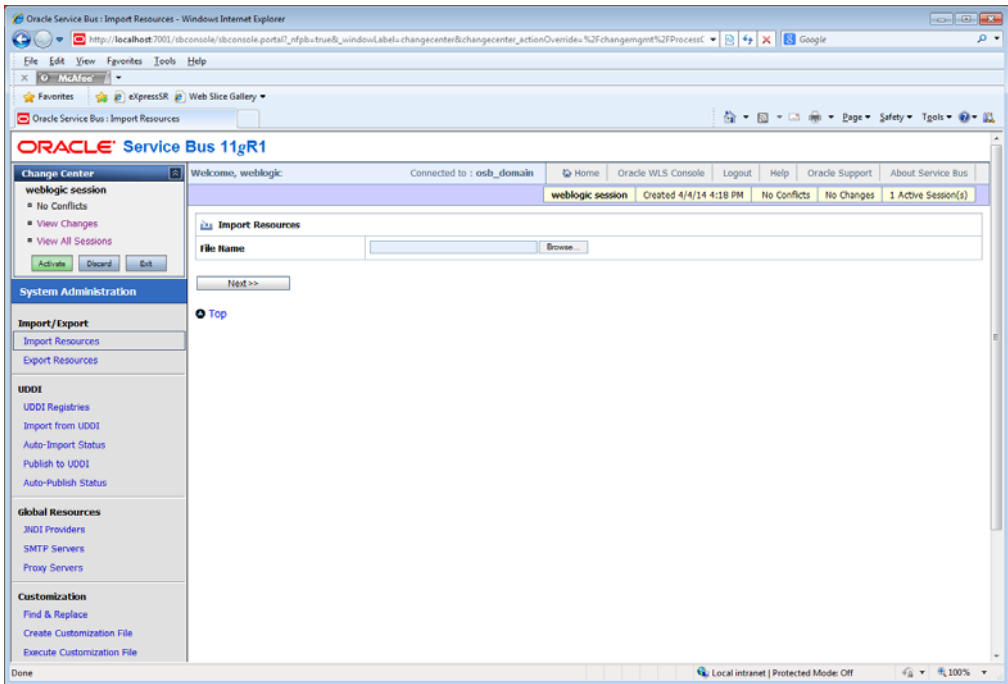 Oracle Service Bus : Import Resources - Windows Internet Explorer
http://localhost:7001/sbconsole/sbconsole.portal?_nfpb=true&_windowLabel=changecenter&changecenter_actionOverride=%2Fchangemgmt%2FProcessC
Google
File Edit View Favorites Tools Help
McAfee
Favorites eXpressSR Web Slice Gallery
Oracle Service Bus : Import Resources
Page Safety Tools
ORACLE Service Bus 11gR1
Change Center
Welcome, weblogic Connected to : osb_domain Home Oracle WLS Console Logout Help Oracle Support About Service Bus
weblogic session Created 4/4/14 4:18 PM No Conflicts No Changes 1 Active Session(s)
weblogic session
No Conflicts
View Changes
View All Sessions
Activate Discard Exit
Import Resources
File Name Browse...
Next >>
Top
System Administration
Import/Export
Import Resources
Export Resources
UDDI
UDDI Registries
Import from UDDI
Auto-Import Status
Publish to UDDI
Auto-Publish Status
Global Resources
JNDI Providers
SMTP Servers
Proxy Servers
Customization
Find & Replace
Create Customization File
Execute Customization File
Done Local intranet | Protected Mode: Off 100%